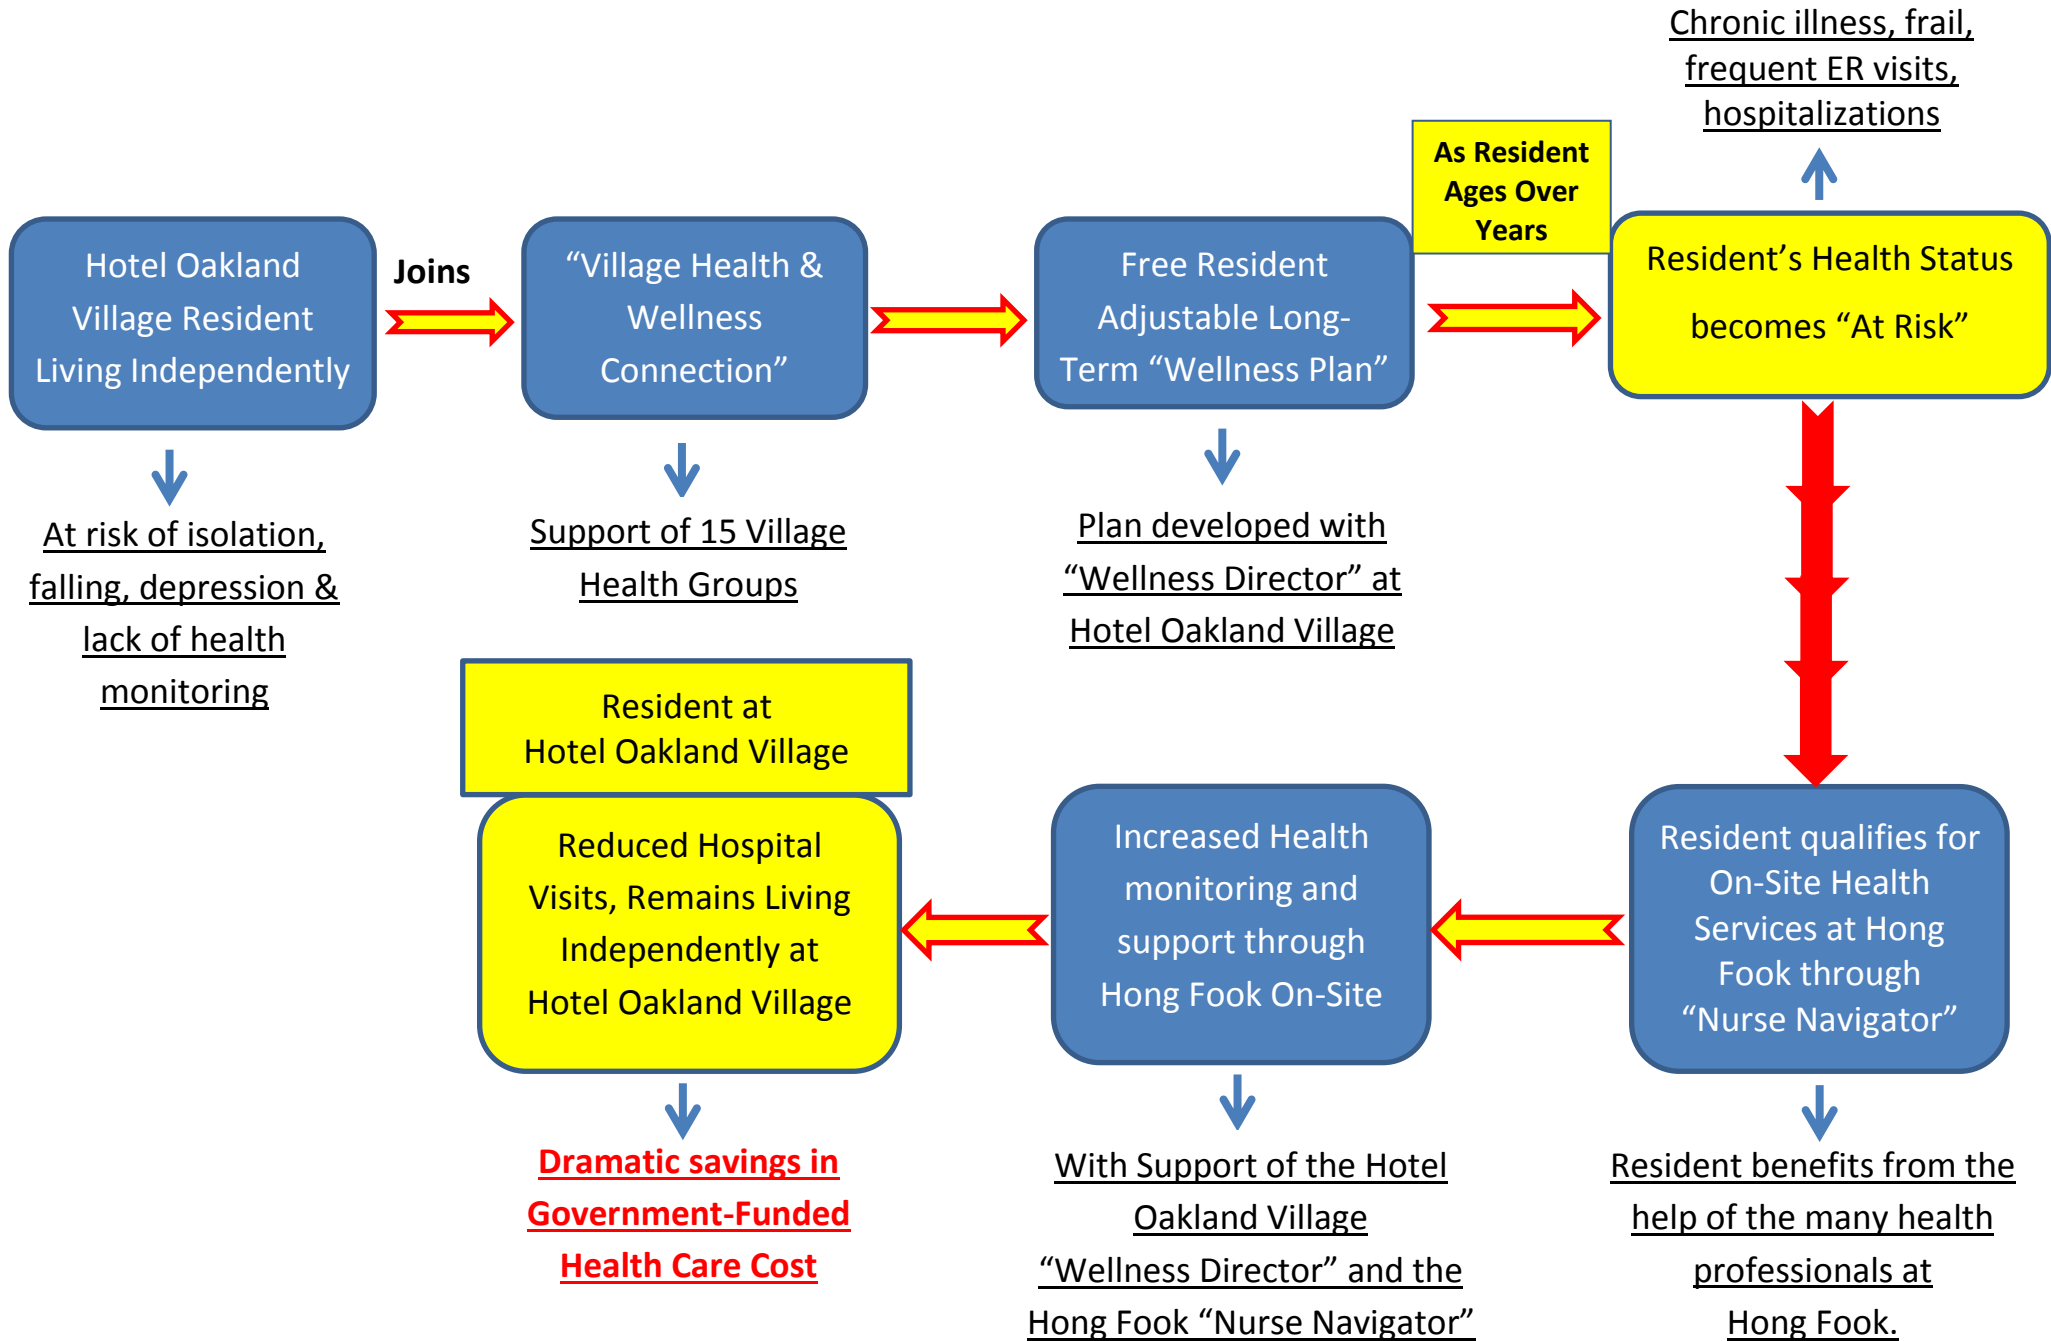 Hotel Oakland
Village Resident
Living Independently
At risk of isolation,
falling, depression &
lack of health
monitoring
Joins
“Village Health &
Wellness
Connection”
Support of 15 Village
Health Groups
Free Resident
Adjustable Long-
Term “Wellness Plan”
Plan developed with
“Wellness Director” at
Hotel Oakland Village
As Resident
Ages Over
Years
Chronic illness, frail,
frequent ER visits,
hospitalizations
Resident’s Health Status
becomes “At Risk”
Resident qualifies for
On-Site Health
Services at Hong
Fook through
“Nurse Navigator”
Resident benefits from the
help of the many health
professionals at
Hong Fook.
Increased Health
monitoring and
support through
Hong Fook On-Site
With Support of the Hotel
Oakland Village
“Wellness Director” and the
Hong Fook “Nurse Navigator”
Resident at
Hotel Oakland Village
Reduced Hospital
Visits, Remains Living
Independently at
Hotel Oakland Village
Dramatic savings in
Government-Funded
Health Care Cost